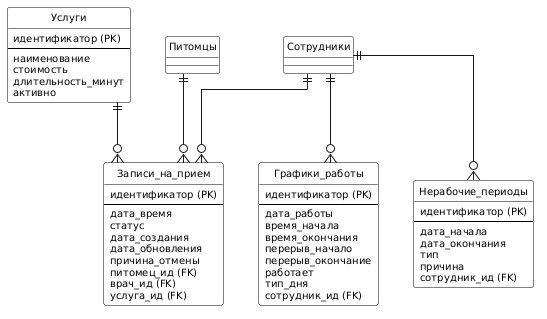 Услуги
идентификатор (PK)
наименование
стоимость
длительность_минут
активно
Питомцы
Сотрудники
Записи_на_прием
идентификатор (PK)
дата_время
статус
дата_создания
дата_обновления
причина_отмены
питомец_ид (FK)
врач_ид (FK)
услуга_ид (FK)
Графики_работы
идентификатор (PK)
дата_работы
время_начала
время_окончания
перерыв_начало
перерыв_окончание
работает
тип_дня
сотрудник_ид (FK)
Нерабочие_периоды
идентификатор (PK)
дата_начала
дата_окончания
тип
причина
сотрудник_ид (FK)